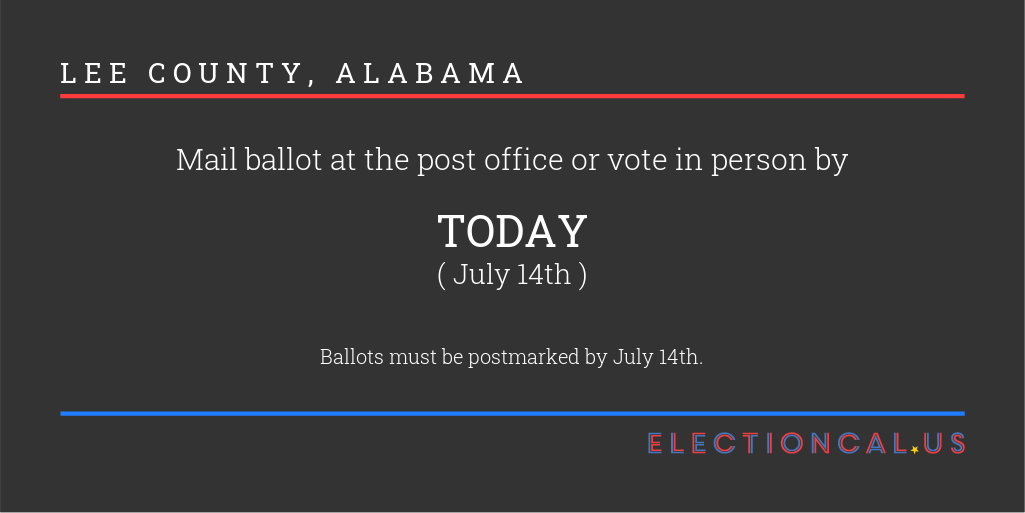 LEE COUNTY, ALABAMA
Mail ballot at the post office or vote in person by
TODAY
( July 14th )
Ballots must be postmarked by July 14th.
ELECTIONCAL.US